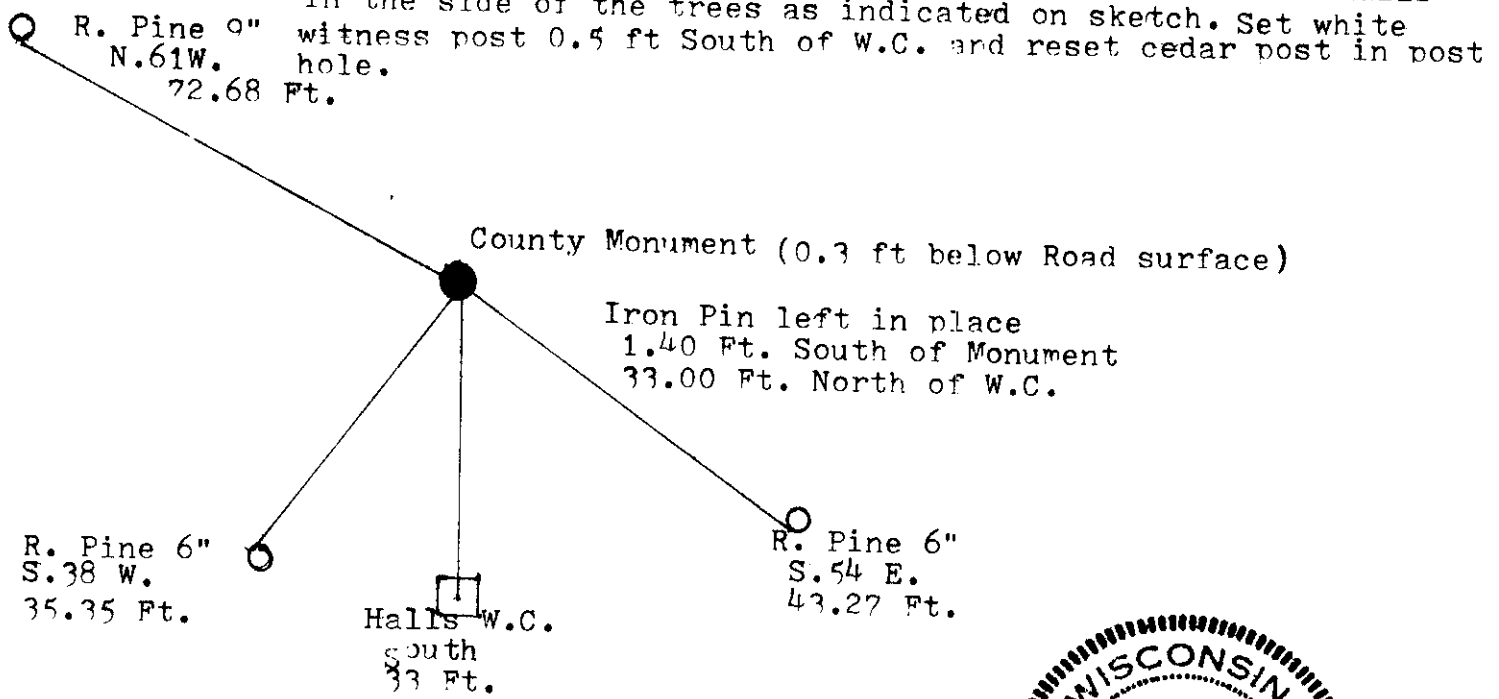 in the side of the trees as indicated on sketch. Set white
witness post 0.5 ft South of W.C. and reset cedar post in post
hole.
R. Pine 9"
N.61W.
72.68 Ft.
County Monument (0.3 ft below Road surface)
Iron Pin left in place
1.40 Ft. South of Monument
33.00 Ft. North of W.C.
R. Pine 6"
S.38 W.
35.35 Ft.
Halls W.C.
South
33 Ft.
R. Pine 6"
S.54 E.
43.27 Ft.
WISCONSIN